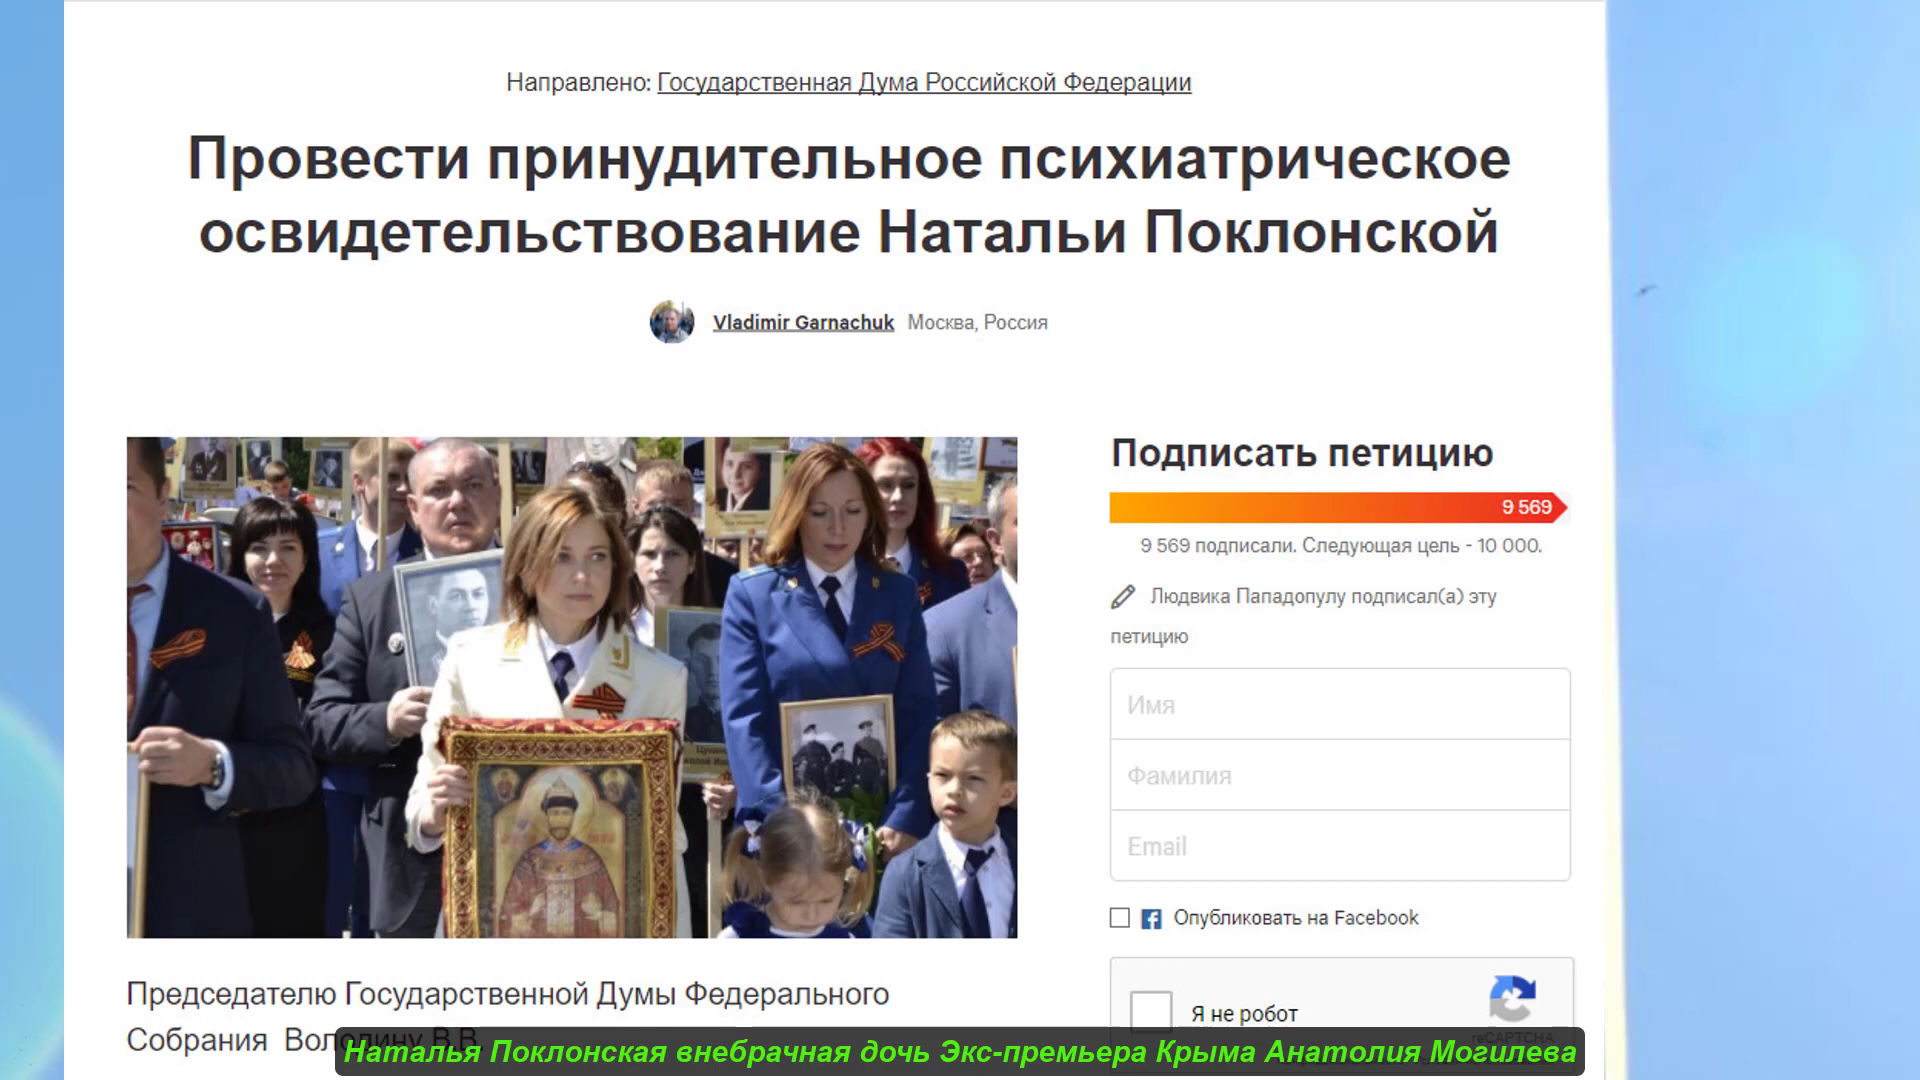 Направлено: Государственная Дума Российской Федерации
Провести принудительное психиатрическое
освидетельствование Натальи Поклонской
Vladimir Garnachuk Москва, Россия
Подписать петицию
9 569
9 569 подписали. Следующая цель - 10 000.
Людвика Пападопулу подписал(а) эту
петицию
Имя
Фамилия
Email
Опубликовать на Facebook
Я не робот
reCAPTCHA
Председателю Государственной Думы Федерального
Собрания Володину В.В.
Наталья Поклонская внебрачная дочь Экс-премьера Крыма Анатолия Могилева